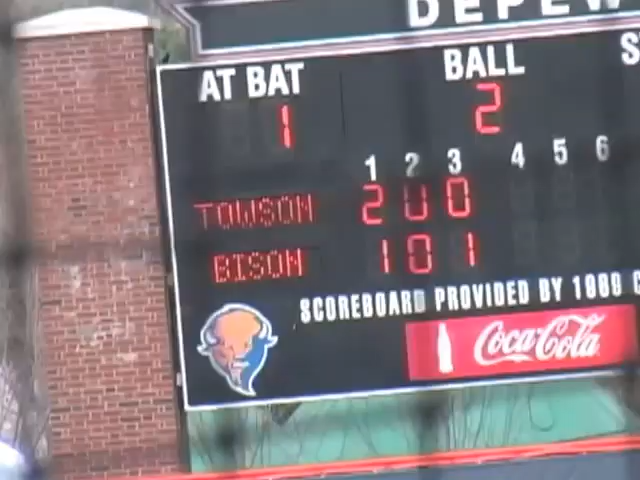 DEPEW
AT BAT BALL
1 2
1 2 3 4 5 6
TOWSON 2 0 0
BISON 1 0 1
SCOREBOARD PROVIDED BY 1989
Coca-Cola